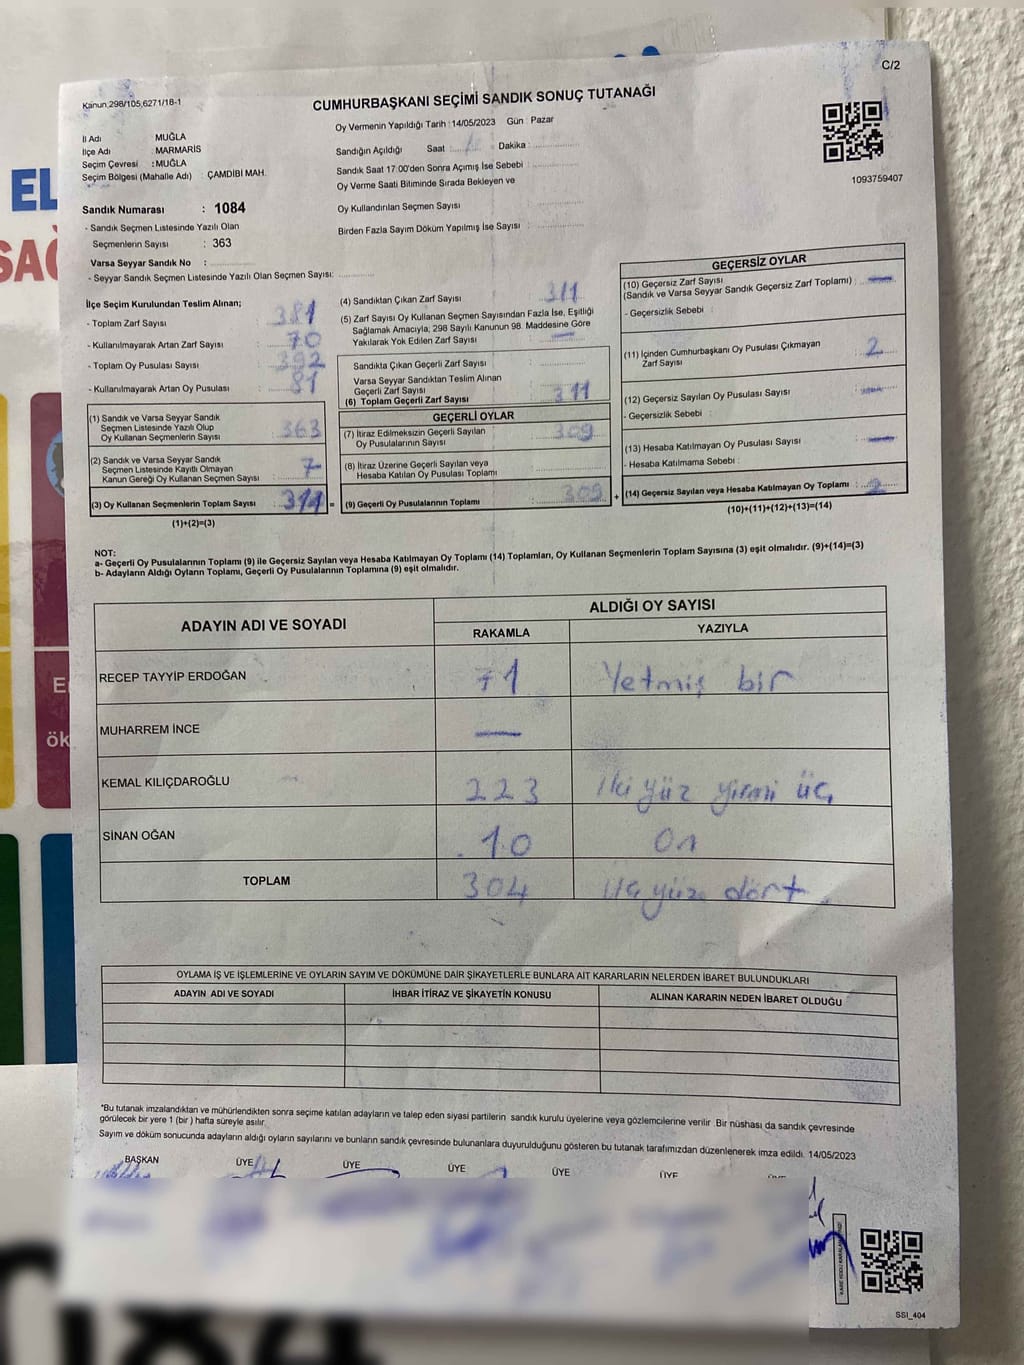 C/2
Kanun,298/105,6271/18-1
CUMHURBAŞKANI SEÇİMİ SANDIK SONUÇ TUTANAĞI
İl Adı MUĞLA
İlçe Adı MARMARİS
Seçim Çevresi : MUĞLA
Seçim Bölgesi (Mahalle Adı) : ÇAMDİBİ MAH.
Sandık Numarası : 1084
- Sandık Seçmen Listesinde Yazılı Olan
Seçmenlerin Sayısı : 363
Varsa Seyyar Sandık No :
- Seyyar Sandık Seçmen Listesinde Yazılı Olan Seçmen Sayısı:
Oy Vermenin Yapıldığı Tarih : 14/05/2023 Gün : Pazar
Sandığın Açıldığı Saat : Dakika :
Sandık Saat 17:00'den Sonra Açımış İse Sebebi :
Oy Verme Saati Bitiminde Sırada Bekleyen ve
Oy Kullandırılan Seçmen Sayısı
Birden Fazla Sayım Döküm Yapılmış İse Sayısı :
1093759407
İlçe Seçim Kurulundan Teslim Alınan;
- Toplam Zarf Sayısı : 381
- Kullanılmayarak Artan Zarf Sayısı : 70
- Toplam Oy Pusulası Sayısı : 392
- Kullanılmayarak Artan Oy Pusulası : 81
(1) Sandık ve Varsa Seyyar Sandık
Seçmen Listesinde Yazılı Olup
Oy Kullanan Seçmenlerin Sayısı : 363
(2) Sandık ve Varsa Seyyar Sandık
Seçmen Listesinde Kayıtlı Olmayan
Kanun Gereği Oy Kullanan Seçmen Sayısı : 7
(3) Oy Kullanan Seçmenlerin Toplam Sayısı : 311 =
(1)+(2)=(3)
(4) Sandıktan Çıkan Zarf Sayısı : 311
(5) Zarf Sayısı Oy Kullanan Seçmen Sayısından Fazla İse, Eşitliği
Sağlamak Amacıyla; 298 Sayılı Kanunun 98. Maddesine Göre
Yakılarak Yok Edilen Zarf Sayısı : —
Sandıkta Çıkan Geçerli Zarf Sayısı
Varsa Seyyar Sandıktan Teslim Alınan
Geçerli Zarf Sayısı
(6) Toplam Geçerli Zarf Sayısı : 311
GEÇERLİ OYLAR
(7) İtiraz Edilmeksizin Geçerli Sayılan
Oy Pusulalarının Sayısı : 309
(8) İtiraz Üzerine Geçerli Sayılan veya
Hesaba Katılan Oy Pusulası Toplamı :
(9) Geçerli Oy Pusulalarının Toplamı : 309 +
GEÇERSİZ OYLAR
(10) Geçersiz Zarf Sayısı
(Sandık ve Varsa Seyyar Sandık Geçersiz Zarf Toplamı) : —
- Geçersizlik Sebebi :
(11) İçinden Cumhurbaşkanı Oy Pusulası Çıkmayan
Zarf Sayısı : 2
(12) Geçersiz Sayılan Oy Pusulası Sayısı : —
- Geçersizlik Sebebi :
(13) Hesaba Katılmayan Oy Pusulası Sayısı : —
- Hesaba Katılmama Sebebi :
(14) Geçersiz Sayılan veya Hesaba Katılmayan Oy Toplamı : 2
(10)+(11)+(12)+(13)=(14)
NOT:
a- Geçerli Oy Pusulalarının Toplamı (9) ile Geçersiz Sayılan veya Hesaba Katılmayan Oy Toplamı (14) Toplamları, Oy Kullanan Seçmenlerin Toplam Sayısına (3) eşit olmalıdır. (9)+(14)=(3)
b- Adayların Aldığı Oyların Toplamı, Geçerli Oy Pusulalarının Toplamına (9) eşit olmalıdır.
ADAYIN ADI VE SOYADI
ALDIĞI OY SAYISI
RAKAMLA YAZIYLA
RECEP TAYYİP ERDOĞAN 71 Yetmiş bir
MUHARREM İNCE —
KEMAL KILIÇDAROĞLU 223 iki yüz yirmi üç
SİNAN OĞAN 10 On
TOPLAM 304 üç yüz dört
OYLAMA İŞ VE İŞLEMLERİNE VE OYLARIN SAYIM VE DÖKÜMÜNE DAİR ŞİKAYETLERLE BUNLARA AİT KARARLARIN NELERDEN İBARET BULUNDUKLARI
ADAYIN ADI VE SOYADI İHBAR İTİRAZ VE ŞİKAYETİN KONUSU ALINAN KARARIN NEDEN İBARET OLDUĞU
*Bu tutanak imzalandıktan ve mühürlendikten sonra seçime katılan adayların ve talep eden siyasi partilerin sandık kurulu üyelerine veya gözlemcilerine verilir Bir nüshası da sandık çevresinde
görülecek bir yere 1 (bir) hafta süreyle asılır.
Sayım ve döküm sonucunda adayların aldığı oyların sayılarını ve bunların sandık çevresinde bulunanlara duyurulduğunu gösteren bu tutanak tarafımızdan düzenlenerek imza edildi. 14/05/2023
BAŞKAN ÜYE ÜYE ÜYE ÜYE ÜYE
SSI_404
EL
SAĞ
E
ök